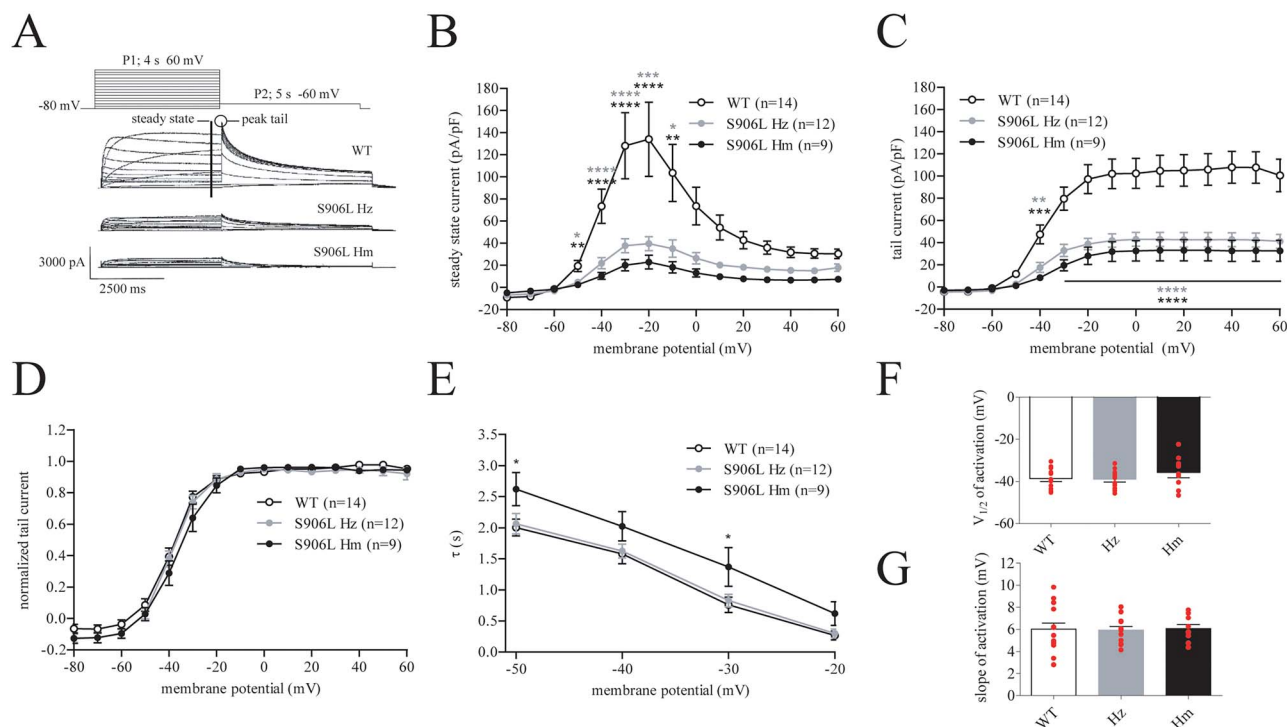 A
P1; 4 s 60 mV
-80 mV
P2; 5 s -60 mV
steady state
peak tail
WT
S906L Hz
S906L Hm
3000 pA
2500 ms
B
steady state current (pA/pF)
180
160
140
120
100
80
60
40
20
0
-20
*
**
****
****
****
****
***
****
*
**
WT (n=14)
S906L Hz (n=12)
S906L Hm (n=9)
-80 -60 -40 -20 0 20 40 60
membrane potential (mV)
C
tail current (pA/pF)
180
160
140
120
100
80
60
40
20
0
-20
WT (n=14)
S906L Hz (n=12)
S906L Hm (n=9)
**
***
****
****
-80 -60 -40 -20 0 20 40 60
membrane potential (mV)
D
normalized tail current
1.2
1.0
0.8
0.6
0.4
0.2
0.0
-0.2
WT (n=14)
S906L Hz (n=12)
S906L Hm (n=9)
-80 -60 -40 -20 0 20 40 60
membrane potential (mV)
E
τ (s)
3.5
3.0
2.5
2.0
1.5
1.0
0.5
0.0
*
*
WT (n=14)
S906L Hz (n=12)
S906L Hm (n=9)
-50 -40 -30 -20
membrane potential (mV)
F
V1/2 of activation (mV)
0
-20
-40
-60
WT Hz Hm
G
slope of activation (mV)
12
10
8
6
4
2
0
WT Hz Hm